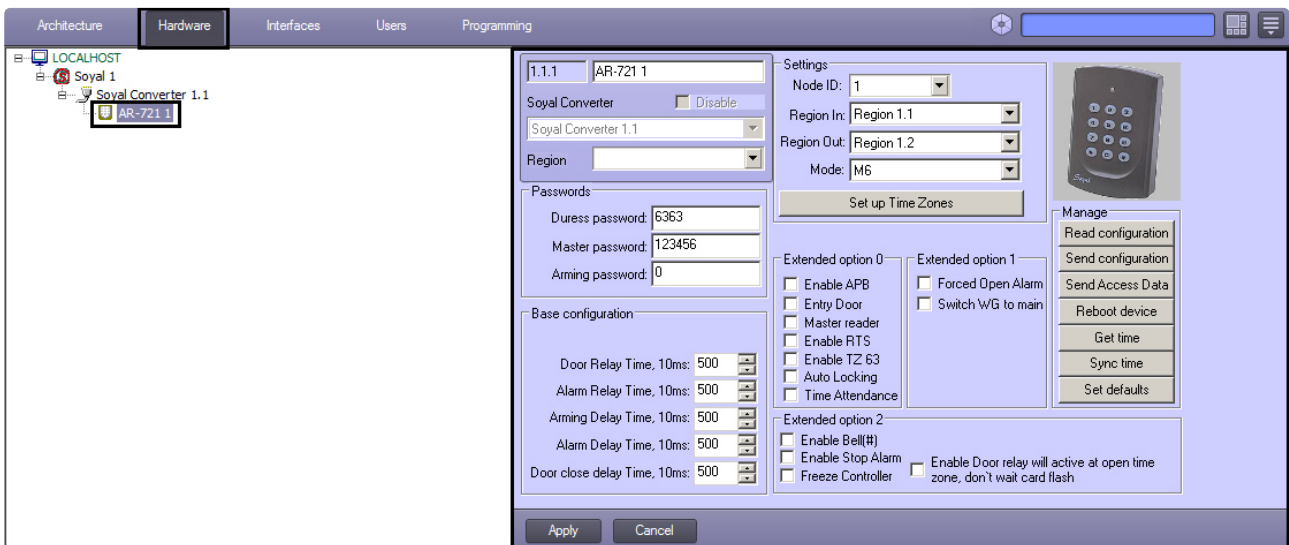 Architecture Hardware Interfaces Users Programming
LOCALHOST
Soyal 1
Soyal Converter 1.1
AR-721 1
1.1.1 AR-721 1
Soyal Converter Disable
Soyal Converter 1.1
Region
Passwords
Duress password: 6363
Master password: 123456
Arming password: 0
Base configuration
Door Relay Time, 10ms: 500
Alarm Relay Time, 10ms: 500
Arming Delay Time, 10ms: 500
Alarm Delay Time, 10ms: 500
Door close delay Time, 10ms: 500
Settings
Node ID: 1
Region In: Region 1.1
Region Out: Region 1.2
Mode: M6
Set up Time Zones
Extended option 0
Enable APB
Entry Door
Master reader
Enable RTS
Enable TZ 63
Auto Locking
Time Attendance
Extended option 1
Forced Open Alarm
Switch WG to main
Extended option 2
Enable Bell(#)
Enable Stop Alarm
Freeze Controller
Enable Door relay will active at open time
zone, don`t wait card flash
Soyal
Manage
Read configuration
Send configuration
Send Access Data
Reboot device
Get time
Sync time
Set defaults
Apply Cancel